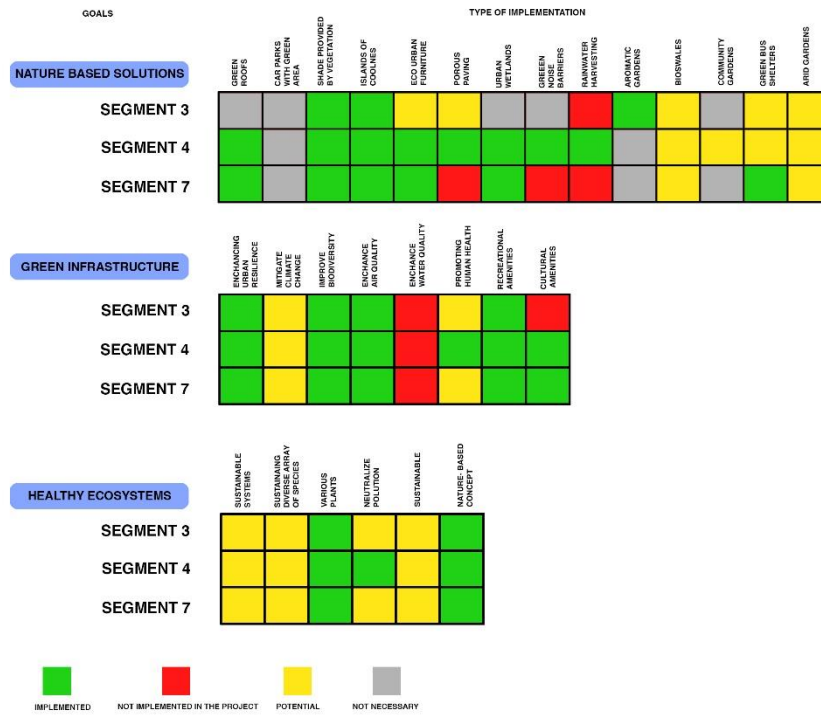 GOALS
TYPE OF IMPLEMENTATION
NATURE BASED SOLUTIONS
GREEN
ROOFS
CAR PARKS
WITH GREEN
AREA
SHADE PROVIDED
BY VEGETATION
ISLANDS OF
COOLNES
ECO URBAN
FURNITURE
POROUS
PAVING
URBAN
WETLANDS
GREEEN
NOISE
BARRIERS
RAINWATER
HARVESTING
AROMATIC
GARDENS
BIOSWALES
COMMUNITY
GARDENS
GREEN BUS
SHELTERS
ARID GARDENS
SEGMENT 3
SEGMENT 4
SEGMENT 7
GREEN INFRASTRUCTURE
ENCHANCING
URBAN
RESILIENCE
MITIGATE
CLIMATE
CHANGE
IMPROVE
BIODIVERSITY
ENCHANCE
AIR QUALITY
ENCHANCE
WATER QUALITY
PROMOTING
HUMAN HEALTH
RECREATIONAL
AMENITIES
CULTURAL
AMENITIES
SEGMENT 3
SEGMENT 4
SEGMENT 7
HEALTHY ECOSYSTEMS
SUSTAINABLE
SYSTEMS
SUSTAINAING
DIVERSE ARRAY
OF SPECIES
VARIOUS
PLANTS
NEUTRALIZE
POLUTION
SUSTAINABLE
NATURE- BASED
CONCEPT
SEGMENT 3
SEGMENT 4
SEGMENT 7
IMPLEMENTED
NOT IMPLEMENTED IN THE PROJECT
POTENTIAL
NOT NECESSARY